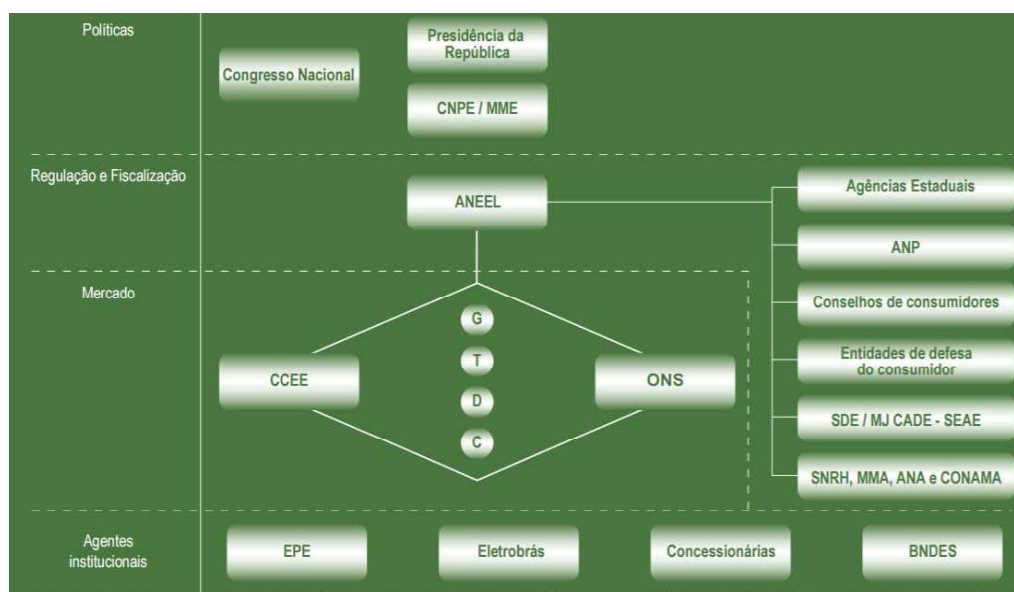 Políticas
Congresso Nacional
Presidência da
República
CNPE / MME
Regulação e Fiscalização
ANEEL
Agências Estaduais
ANP
Conselhos de consumidores
Entidades de defesa
do consumidor
SDE / MJ CADE - SEAE
SNRH, MMA, ANA e CONAMA
Mercado
CCEE
G
T
D
C
ONS
Agentes
institucionais
EPE
Eletrobrás
Concessionárias
BNDES